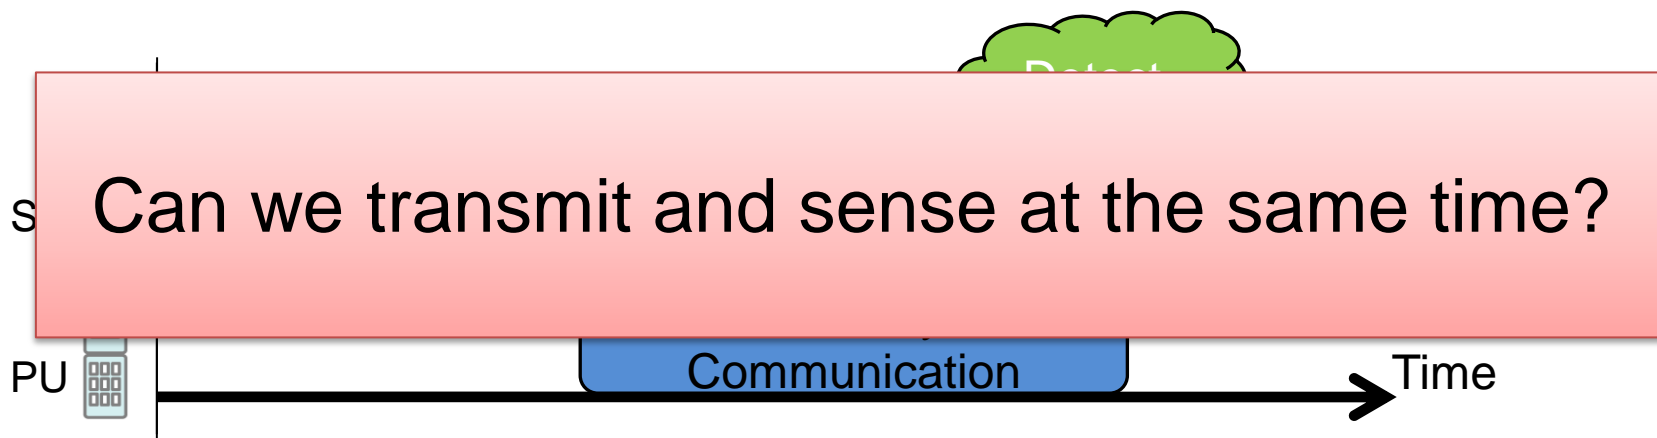 Can we transmit and sense at the same time?
PU
Communication
Time